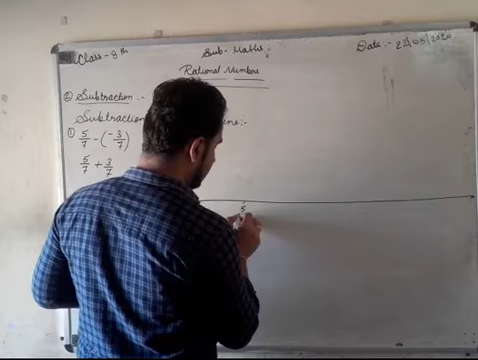 Class - 8th
Sub - Maths :
Date :- 22/05/2020
Rational Numbers
② Subtraction :-
Subtraction ine :-
① 5/7 - (-3/7)
5/7 + 3/7
5